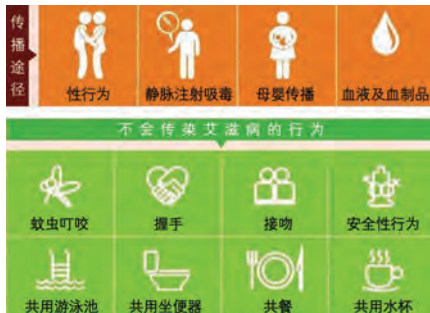 传播途径
性行为 静脉注射吸毒 母婴传播 血液及血制品
不会传染艾滋病的行为
蚊虫叮咬 握手 接吻 安全性行为
共用游泳池 共用坐便器 共餐 共用水杯